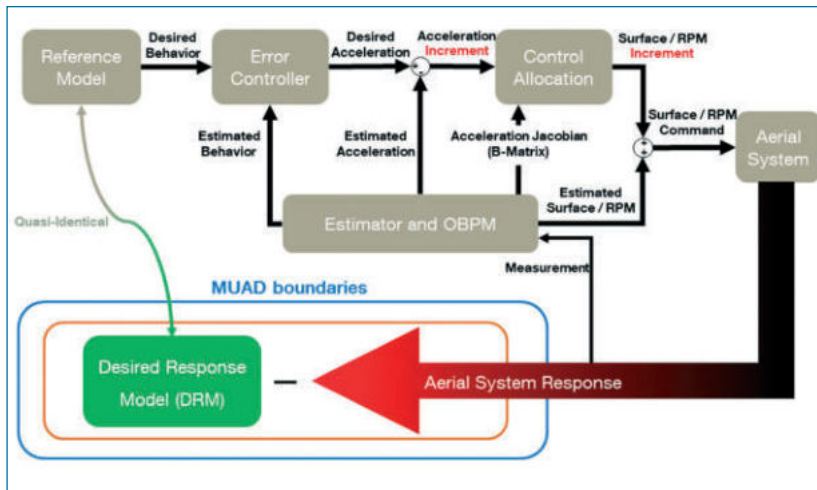 Reference
Model
Desired
Behavior
Error
Controller
Desired
Acceleration
Acceleration
Increment
Control
Allocation
Surface / RPM
Increment
Surface / RPM
Command
Aerial
System
Estimated
Behavior
Estimated
Acceleration
Acceleration Jacobian
(B-Matrix)
Estimated
Surface / RPM
Estimator and OBPM
Measurement
Quasi-Identical
MUAD boundaries
Desired Response
Model (DRM)
Aerial System Response